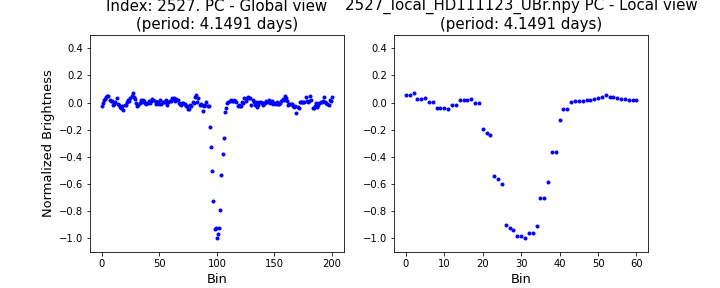 Index: 2527. PC - Global view
(period: 4.1491 days)
2527_local_HD111123_UBr.npy PC - Local view
(period: 4.1491 days)
Normalized Brightness
0.4
0.2
0.0
−0.2
−0.4
−0.6
−0.8
−1.0
0 50 100 150 200
Bin
0.4
0.2
0.0
−0.2
−0.4
−0.6
−0.8
−1.0
0 10 20 30 40 50 60
Bin